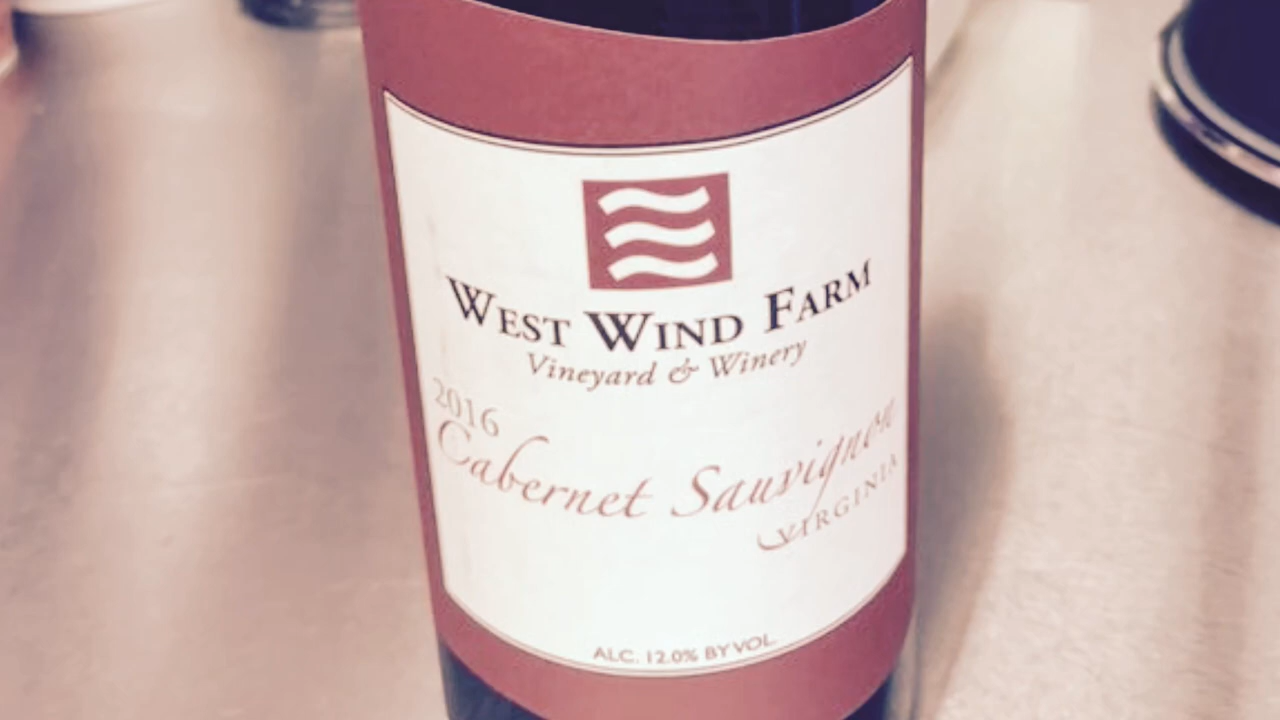 WEST WIND FARM
Vineyard & Winery
2016
Cabernet Sauvignon
VIRGINIA
ALC. 12.0% BY VOL.